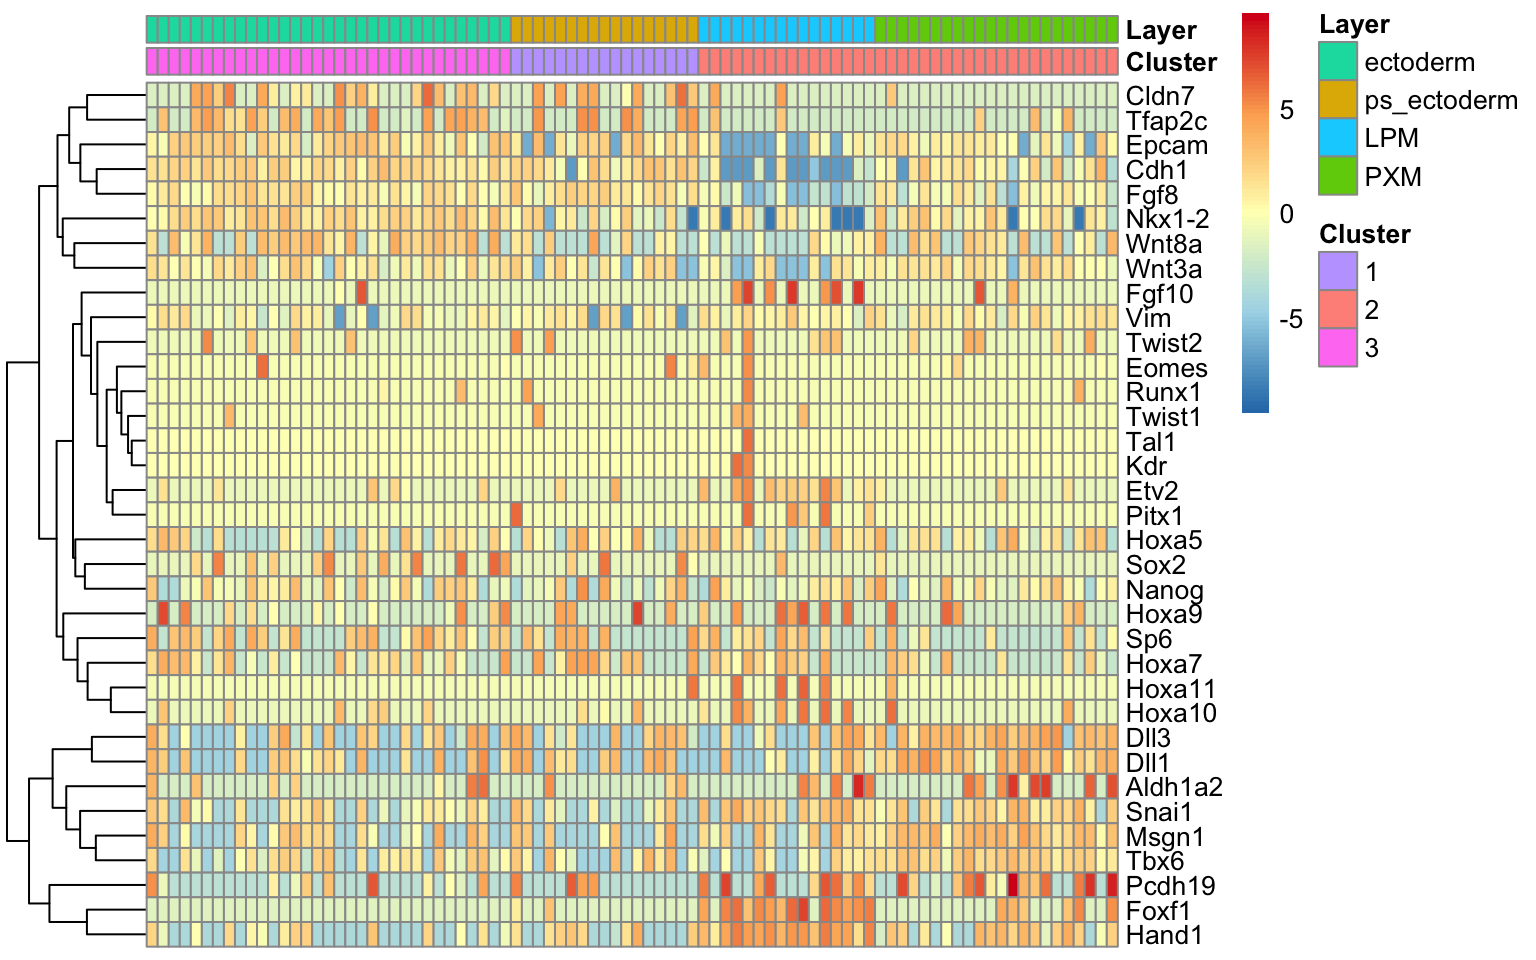 Layer
Cluster
Cldn7
Tfap2c
Epcam
Cdh1
Fgf8
Nkx1-2
Wnt8a
Wnt3a
Fgf10
Vim
Twist2
Eomes
Runx1
Twist1
Tal1
Kdr
Etv2
Pitx1
Hoxa5
Sox2
Nanog
Hoxa9
Sp6
Hoxa7
Hoxa11
Hoxa10
Dll3
Dll1
Aldh1a2
Snai1
Msgn1
Tbx6
Pcdh19
Foxf1
Hand1
5
0
-5
Layer
ectoderm
ps_ectoderm
LPM
PXM
Cluster
1
2
3